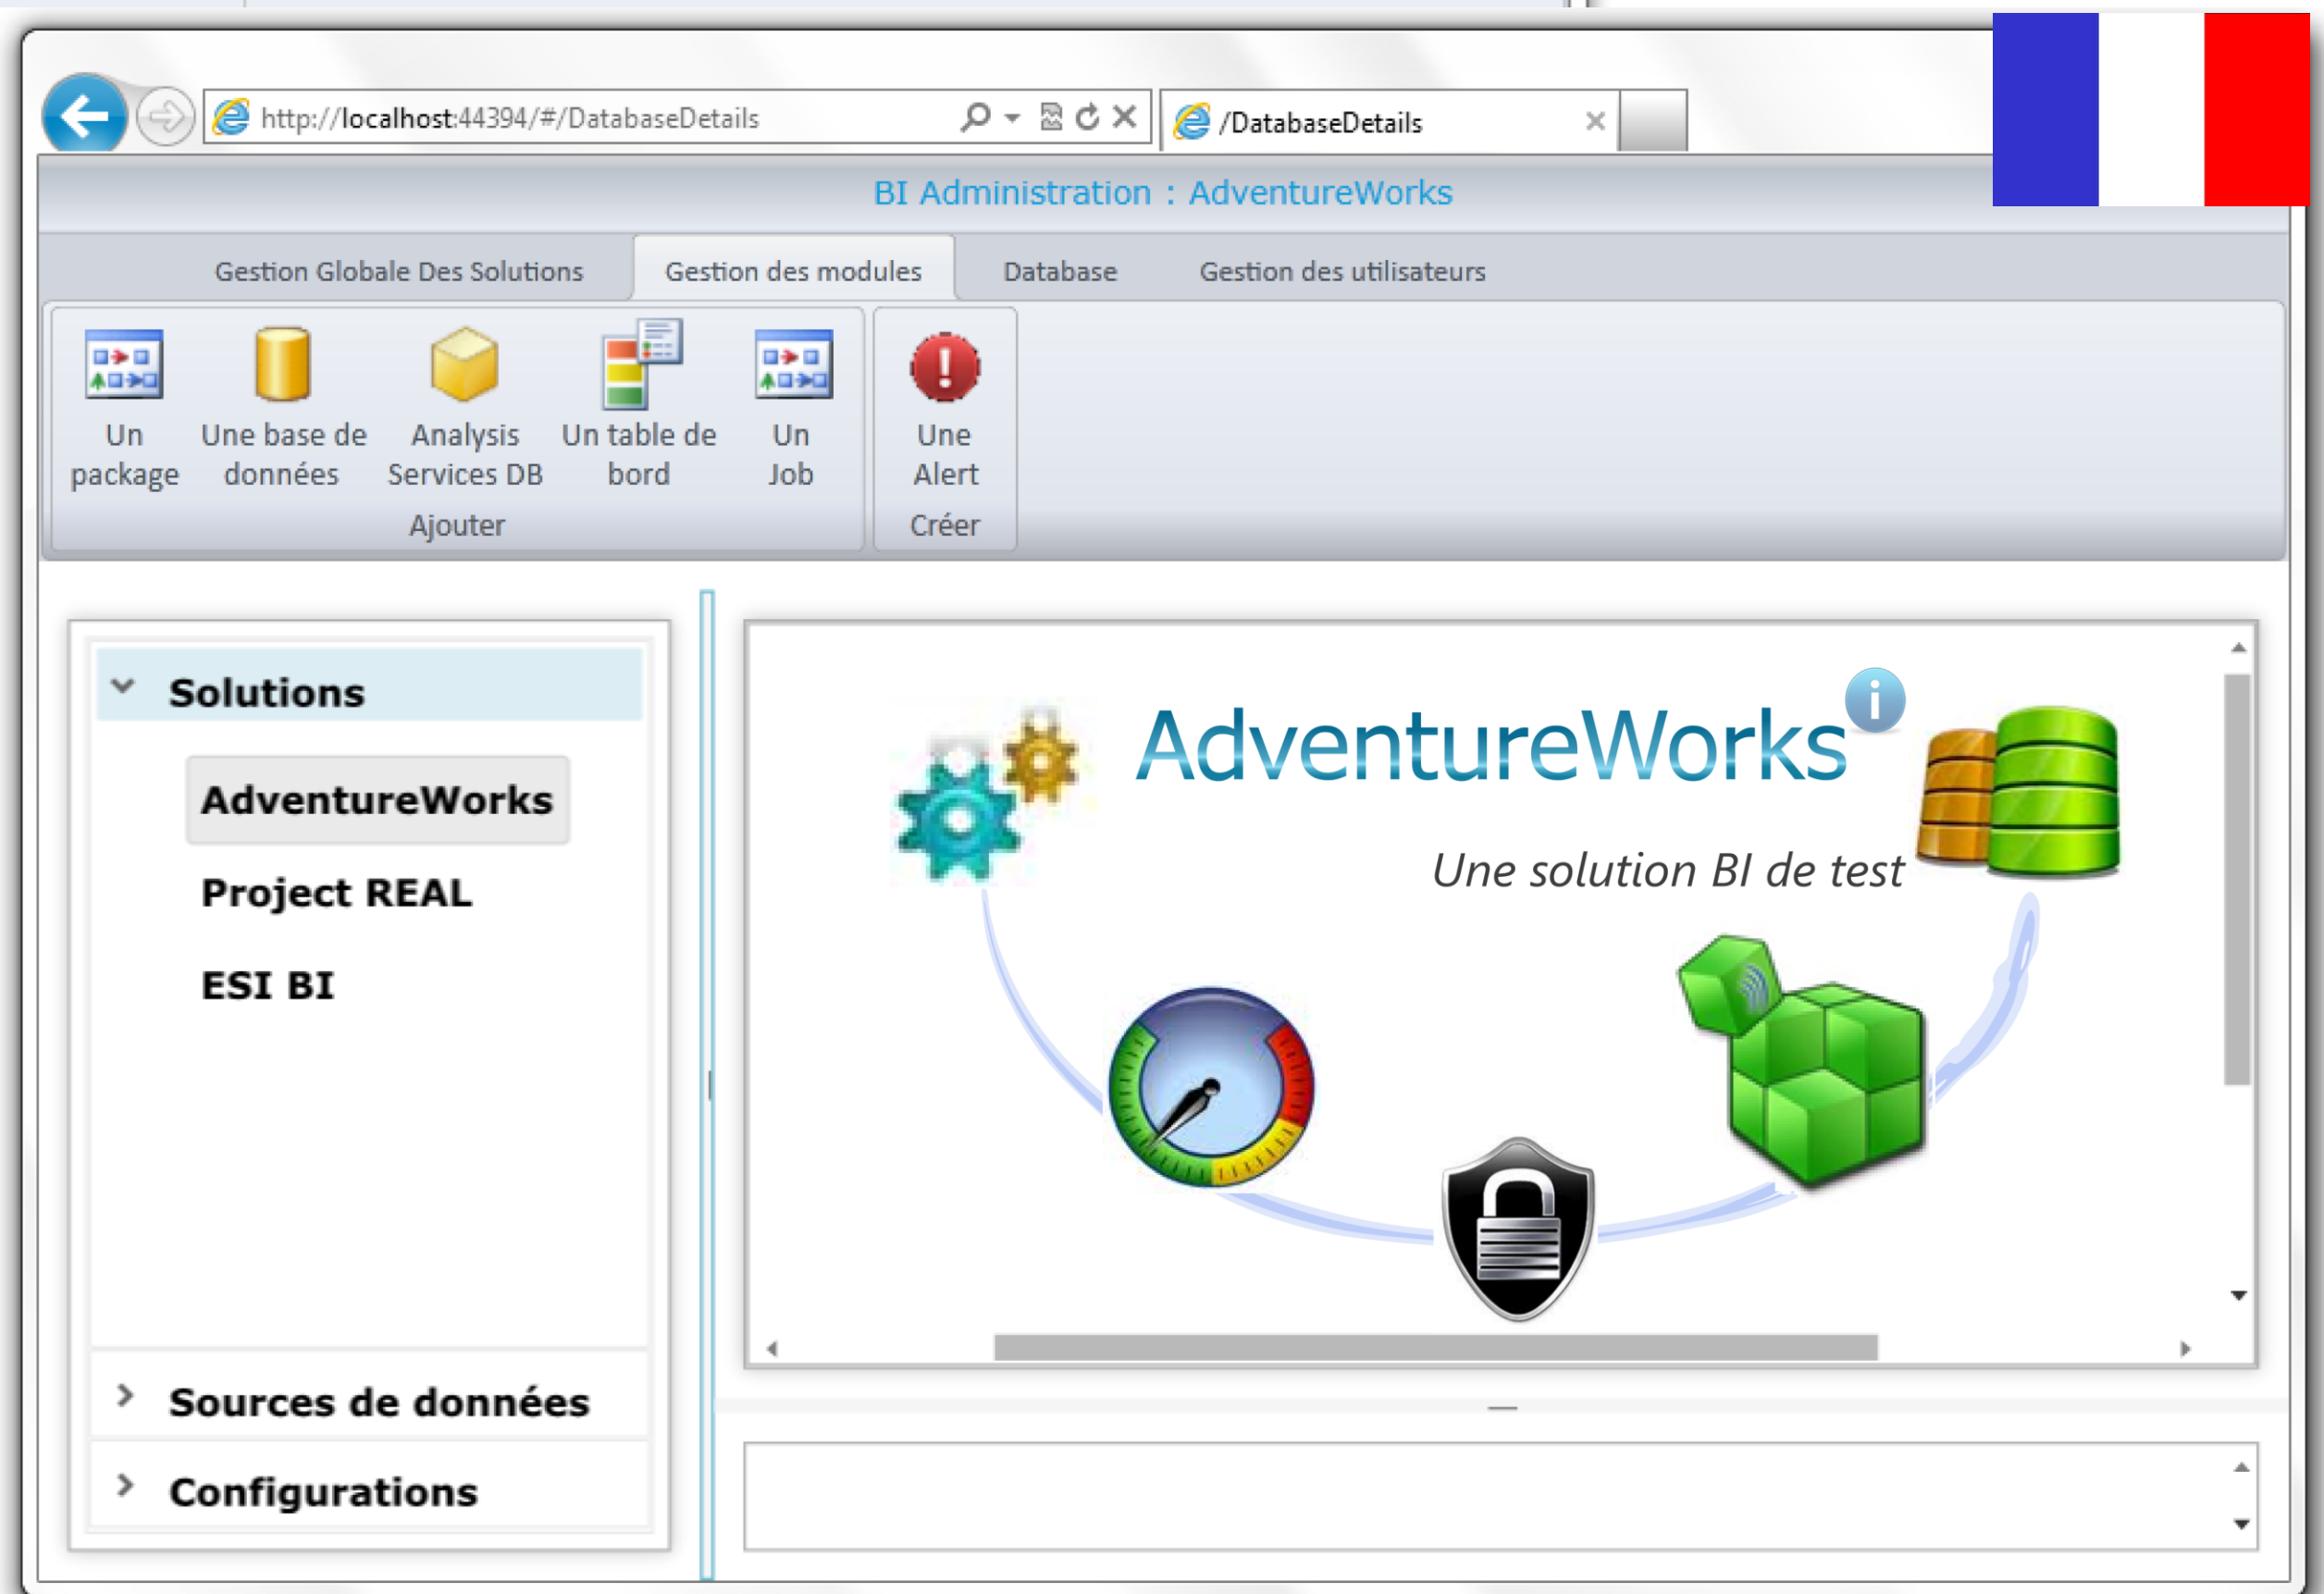 http://localhost:44394/#/DatabaseDetails
/DatabaseDetails
BI Administration : AdventureWorks
Gestion Globale Des Solutions
Gestion des modules
Database
Gestion des utilisateurs
Un
package
Une base de
données
Analysis
Services DB
Un table de
bord
Un
Job
Ajouter
Une
Alert
Créer
Solutions
AdventureWorks
Project REAL
ESI BI
Sources de données
Configurations
AdventureWorks
i
Une solution BI de test